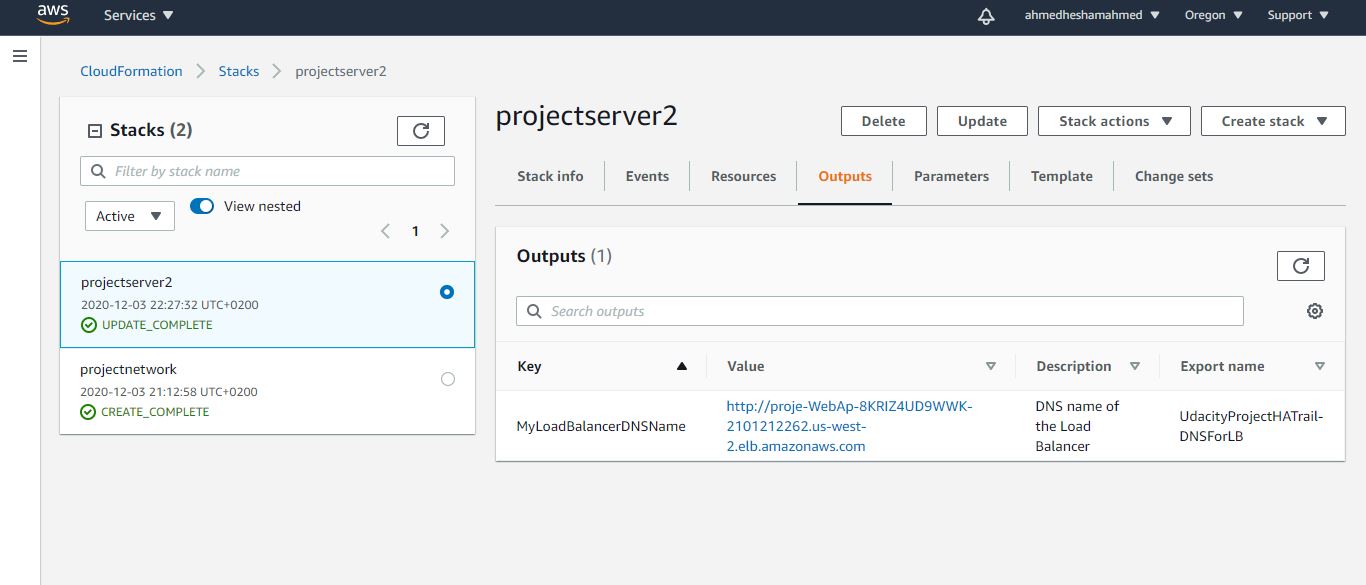 aws
Services
ahmedheshamahmed
Oregon
Support
CloudFormation
Stacks
projectserver2
Stacks (2)
Filter by stack name
Active
View nested
1
projectserver2
2020-12-03 22:27:32 UTC+0200
UPDATE_COMPLETE
projectnetwork
2020-12-03 21:12:58 UTC+0200
CREATE_COMPLETE
projectserver2
Delete
Update
Stack actions
Create stack
Stack info
Events
Resources
Outputs
Parameters
Template
Change sets
Outputs (1)
Search outputs
Key
Value
Description
Export name
MyLoadBalancerDNSName
http://proje-WebAp-8KRIZ4UD9WWK-
2101212262.us-west-
2.elb.amazonaws.com
DNS name of
the Load
Balancer
UdacityProjectHATrail-
DNSForLB